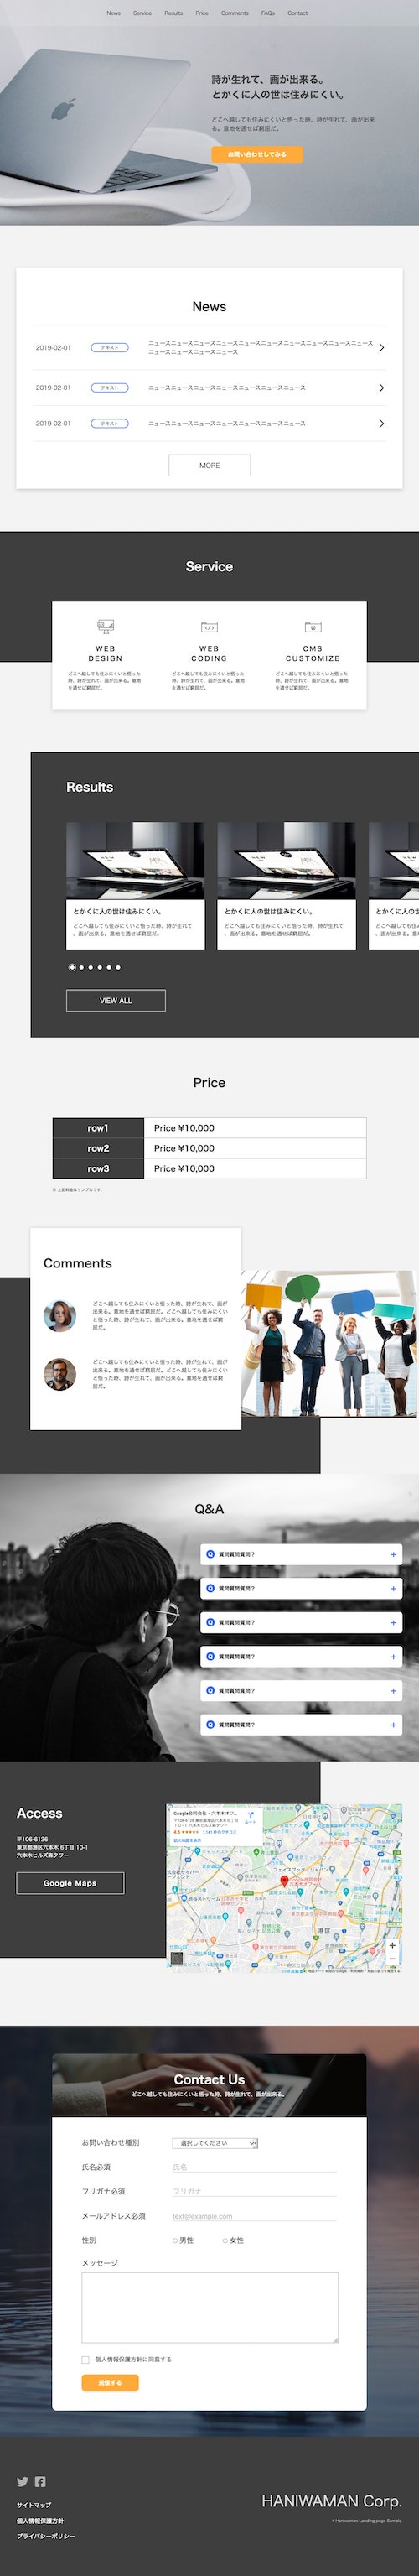 News Service Results Price Comments FAQs Contact
詩が生れて、画が出来る。
とかくに人の世は住みにくい。
どこへ越しても住みにくいと悟った時、詩が生れて、画が出来
る。意地を通せば窮屈だ。
お問い合わせしてみる
News
2019-02-01 テキスト ニュースニュースニュースニュースニュースニュースニュースニュースニュースニュース
ニュースニュースニュースニュース
2019-02-01 テキスト ニュースニュースニュースニュースニュースニュースニュース
2019-02-01 テキスト ニュースニュースニュースニュースニュースニュースニュース
MORE
Service
WEB
DESIGN
どこへ越しても住みにくいと悟った
時、詩が生れて、画が出来る。意地
を通せば窮屈だ。
WEB
CODING
どこへ越しても住みにくいと悟った
時、詩が生れて、画が出来る。意地
を通せば窮屈だ。
CMS
CUSTOMIZE
どこへ越しても住みにくいと悟った
時、詩が生れて、画が出来る。意地
を通せば窮屈だ。
Results
とかくに人の世は住みにくい。
どこへ越しても住みにくいと悟った時、詩が生れて
、画が出来る。意地を通せば窮屈だ。
とかくに人の世は住みにくい。
どこへ越しても住みにくいと悟った時、詩が生れて
、画が出来る。意地を通せば窮屈だ。
とかくに人の世
どこへ越しても住み
、画が出来る。意地
VIEW ALL
Price
row1 Price ¥10,000
row2 Price ¥10,000
row3 Price ¥10,000
※ 上記料金はサンプルです。
Comments
どこへ越しても住みにくいと悟った時、詩が生れて、画が
出来る。意地を通せば窮屈だ。どこへ越しても住みにくい
と悟った時、詩が生れて、画が出来る。意地を通せば窮
屈だ。
どこへ越しても住みにくいと悟った時、詩が生れて、画が
出来る。意地を通せば窮屈だ。どこへ越しても住みにくい
と悟った時、詩が生れて、画が出来る。意地を通せば窮
屈だ。
Q&A
Q 質問質問質問？ +
Q 質問質問質問？ +
Q 質問質問質問？ +
Q 質問質問質問？ +
Q 質問質問質問？ +
Q 質問質問質問？ +
Access
〒106-6126
東京都港区六本木 6丁目 10-1
六本木ヒルズ森タワー
Google Maps
Google合同会社 - 六本木オフ...
港区
Contact Us
どこへ越しても住みにくいと悟った時、詩が生れて、画が出来る。
お問い合わせ種別 選択してください
氏名必須 氏名
フリガナ必須 フリガナ
メールアドレス必須 text@example.com
性別 男性 女性
メッセージ
個人情報保護方針に同意する
送信する
サイトマップ
個人情報保護方針
プライバシーポリシー
HANIWAMAN Corp.
Haniwaman Landing page Sample.